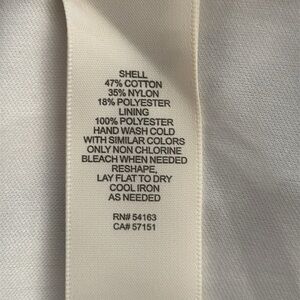 SHELL
47% COTTON
35% NYLON
18% POLYESTER
LINING
100% POLYESTER
HAND WASH COLD
WITH SIMILAR COLORS
ONLY NON CHLORINE
BLEACH WHEN NEEDED
RESHAPE,
LAY FLAT TO DRY
COOL IRON
AS NEEDED
RN# 54163
CA# 57151